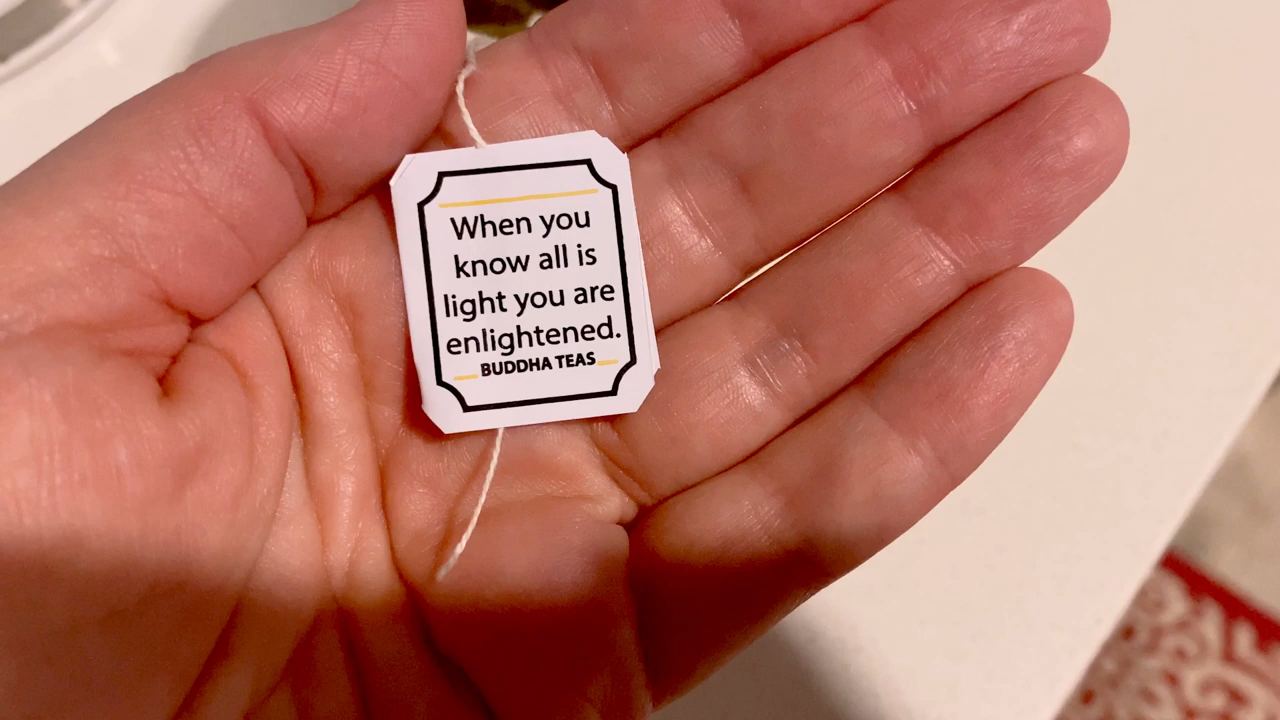 When you
know all is
light you are
enlightened.
BUDDHA TEAS